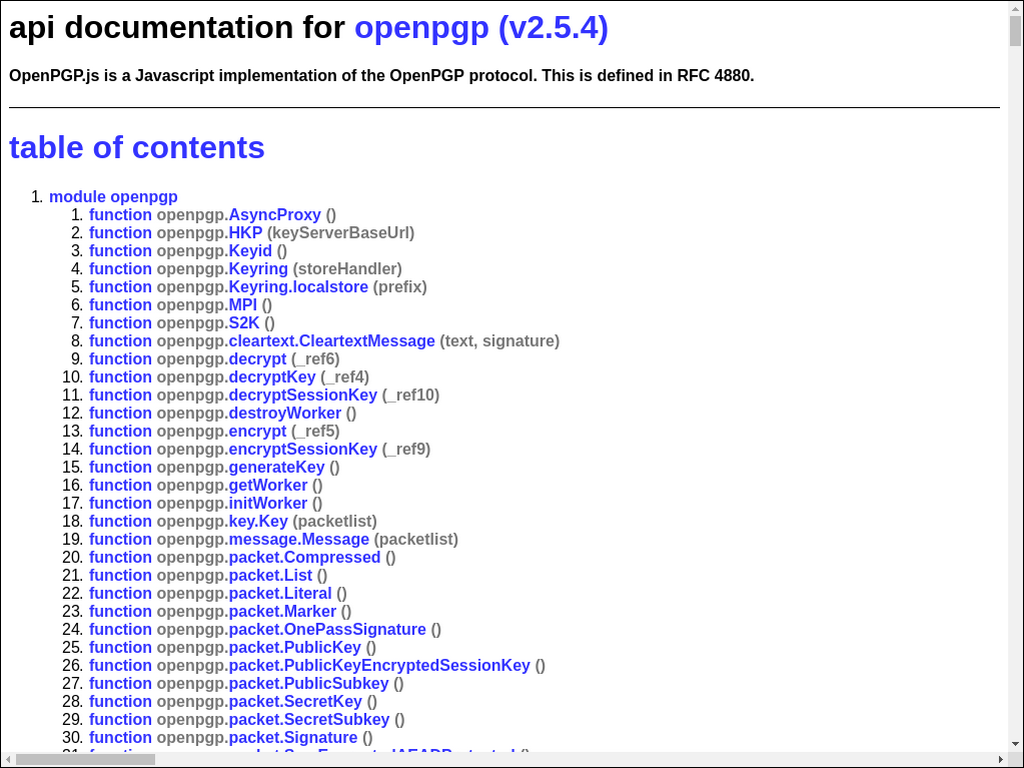 api documentation for openpgp (v2.5.4)
OpenPGP.js is a Javascript implementation of the OpenPGP protocol. This is defined in RFC 4880.
table of contents
1. module openpgp
1. function openpgp.AsyncProxy ()
2. function openpgp.HKP (keyServerBaseUrl)
3. function openpgp.Keyid ()
4. function openpgp.Keyring (storeHandler)
5. function openpgp.Keyring.localstore (prefix)
6. function openpgp.MPI ()
7. function openpgp.S2K ()
8. function openpgp.cleartext.CleartextMessage (text, signature)
9. function openpgp.decrypt (_ref6)
10. function openpgp.decryptKey (_ref4)
11. function openpgp.decryptSessionKey (_ref10)
12. function openpgp.destroyWorker ()
13. function openpgp.encrypt (_ref5)
14. function openpgp.encryptSessionKey (_ref9)
15. function openpgp.generateKey ()
16. function openpgp.getWorker ()
17. function openpgp.initWorker ()
18. function openpgp.key.Key (packetlist)
19. function openpgp.message.Message (packetlist)
20. function openpgp.packet.Compressed ()
21. function openpgp.packet.List ()
22. function openpgp.packet.Literal ()
23. function openpgp.packet.Marker ()
24. function openpgp.packet.OnePassSignature ()
25. function openpgp.packet.PublicKey ()
26. function openpgp.packet.PublicKeyEncryptedSessionKey ()
27. function openpgp.packet.PublicSubkey ()
28. function openpgp.packet.SecretKey ()
29. function openpgp.packet.SecretSubkey ()
30. function openpgp.packet.Signature ()